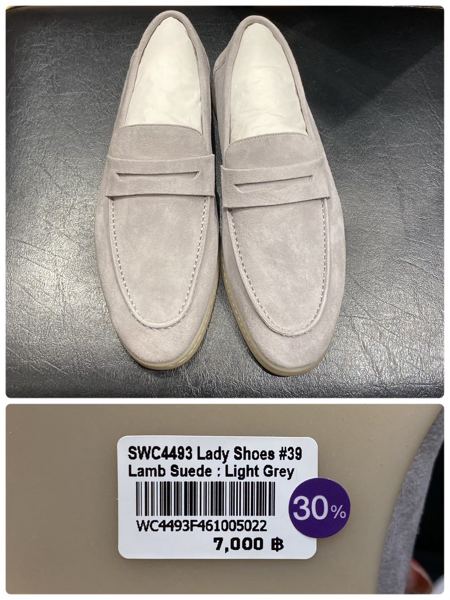 SWC4493 Lady Shoes #39
Lamb Suede : Light Grey
30%
WC4493F461005022
7,000 ฿